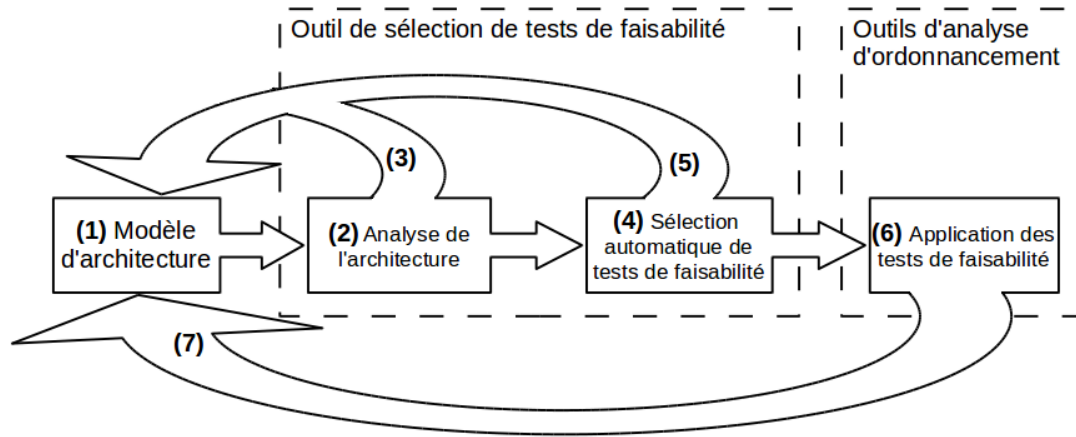 Outil de sélection de tests de faisabilité
Outils d'analyse
d'ordonnancement
(3)
(5)
(1) Modèle
d'architecture
(2) Analyse de
l'architecture
(4) Sélection
automatique de
tests de faisabilité
(6) Application des
tests de faisabilité
(7)